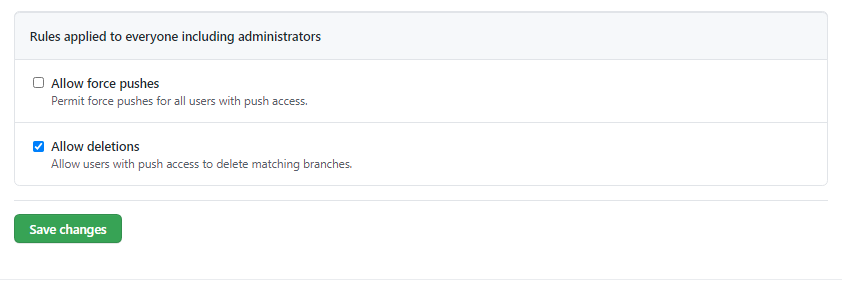 Rules applied to everyone including administrators
Allow force pushes
Permit force pushes for all users with push access.
Allow deletions
Allow users with push access to delete matching branches.
Save changes